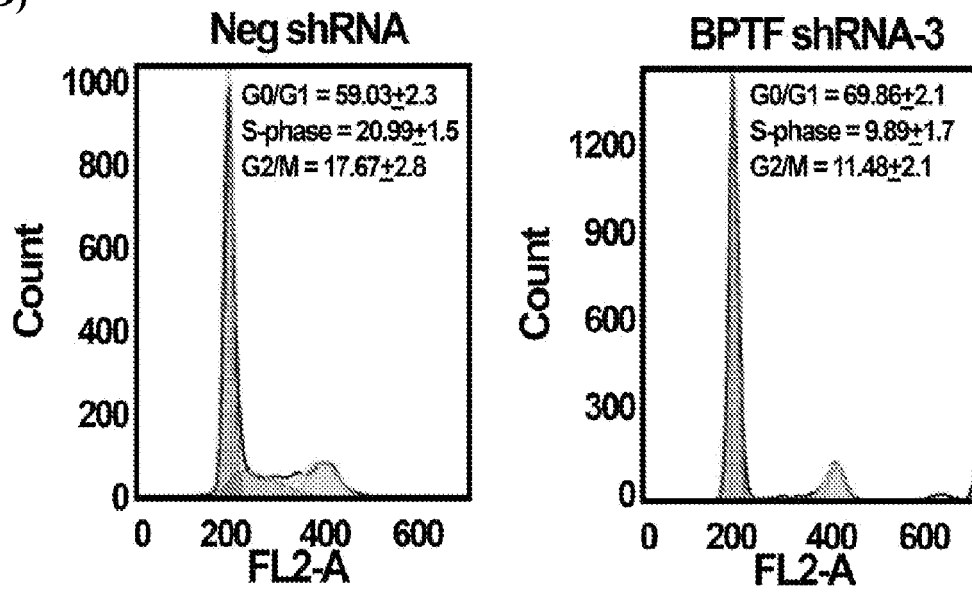 Neg shRNA
1000
800
600
400
200
0
Count
G0/G1 = 59.03±2.3
S-phase = 20.99±1.5
G2/M = 17.67±2.8
0 200 400 600
FL2-A
BPTF shRNA-3
1200
900
600
300
0
Count
G0/G1 = 69.86±2.1
S-phase = 9.89±1.7
G2/M = 11.48±2.1
0 200 400 600
FL2-A